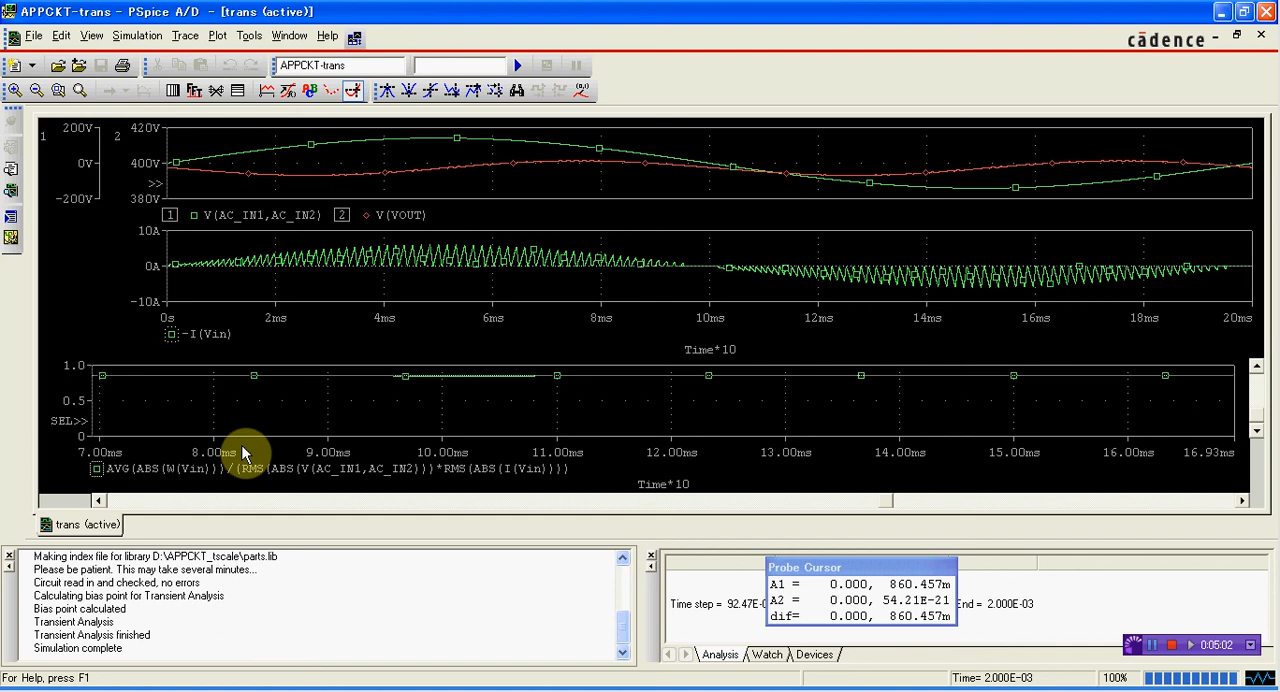 APPCKT-trans - PSpice A/D - [trans (active)]
File Edit View Simulation Trace Plot Tools Window Help
cādence
APPCKT-trans
1 200V 2 420V
0V 400V
>>
-200V 380V
1 V(AC_IN1,AC_IN2) 2 V(VOUT)
10A
0A
-10A
0s 2ms 4ms 6ms 8ms 10ms 12ms 14ms 16ms 18ms 20ms
-I(Vin)
Time*10
1.0
0.5
SEL>>
0
7.00ms 8.00ms 9.00ms 10.00ms 11.00ms 12.00ms 13.00ms 14.00ms 15.00ms 16.00ms 16.93ms
AVG(ABS(W(Vin)))/(RMS(ABS(V(AC_IN1,AC_IN2)))*RMS(ABS(I(Vin))))
Time*10
trans (active)
Making index file for library D:\APPCKT_tscale\parts.lib
Please be patient. This may take several minutes...
Circuit read in and checked, no errors
Calculating bias point for Transient Analysis
Bias point calculated
Transient Analysis
Transient Analysis finished
Simulation complete
Probe Cursor
A1 = 0.000, 860.457m
A2 = 0.000, 54.21E-21
dif= 0.000, 860.457m
Time step = 92.47E-0
End = 2.000E-03
Analysis Watch Devices
0:05:02
For Help, press F1
Time= 2.000E-03 100%